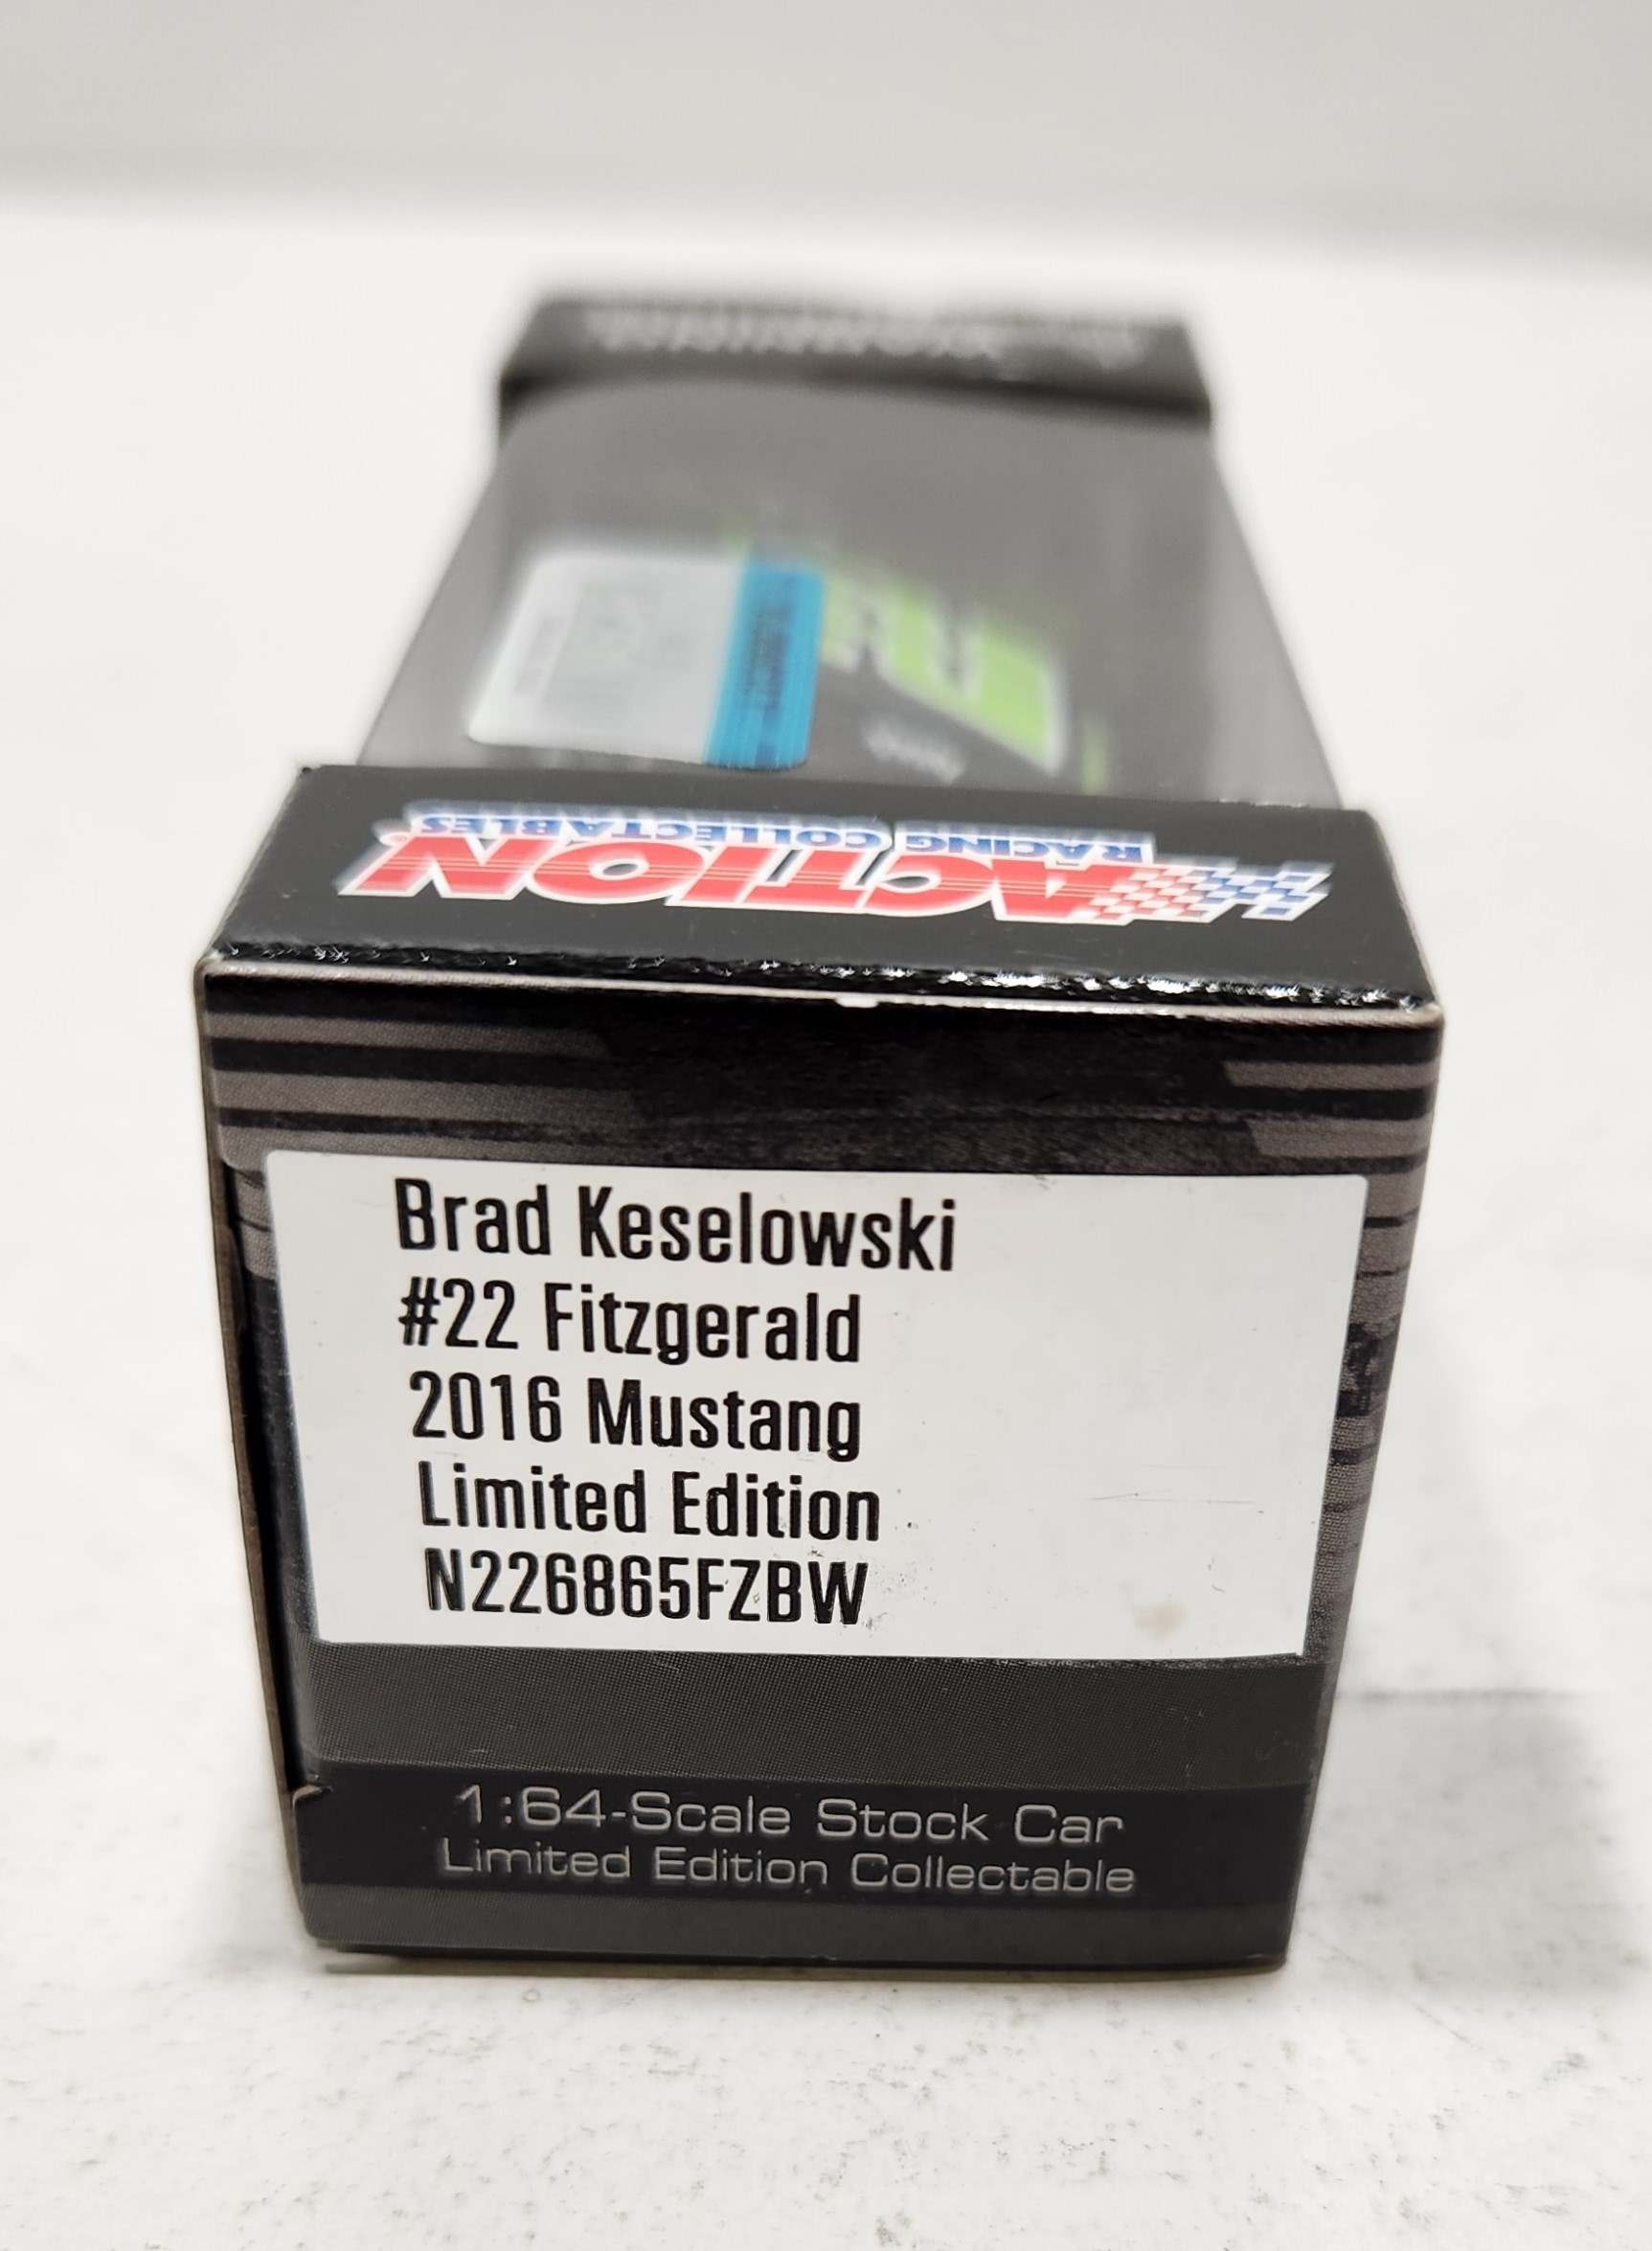 ACTION
RACING COLLECTABLES
Brad Keselowski
#22 Fitzgerald
2016 Mustang
Limited Edition
N226865FZBW
1:64-Scale Stock Car
Limited Edition Collectable